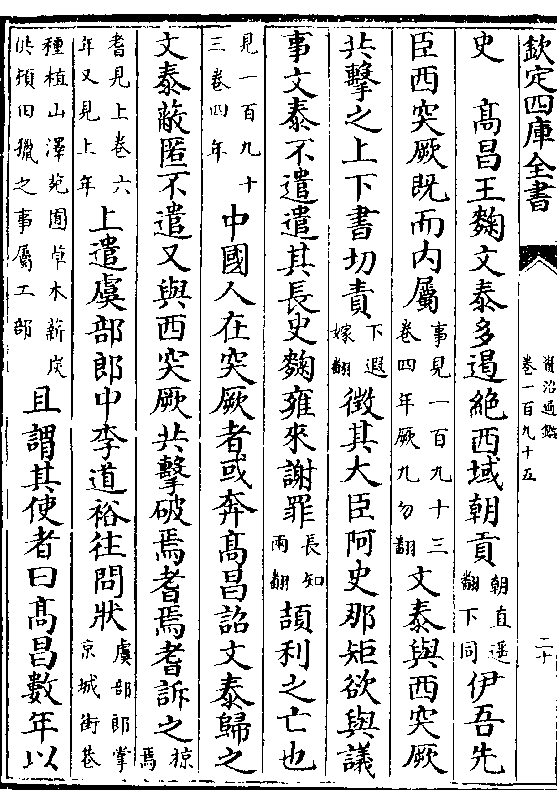 欽定四庫全書
資治通鑑
卷一百九十五
二十
史　髙昌王麴文泰多遏絶西域朝貢朝直遥翻下同伊吾先
臣西突厥既而内屬事見一百九十三卷四年厥九勿翻文泰與西突厥
共擊之上下書切責下遐嫁翻徵其大臣阿史那矩欲與議
事文泰不遣遣其長史麴雍來謝罪長知兩翻頡利之亡也
見一百九十三卷四年中國人在突厥者或奔髙昌詔文泰歸之
文泰蔽匿不遣又與西突厥共擊破焉耆焉耆訴之掠焉
耆見上卷六年又見上年上遣虞部郎中李道裕往問狀虞部郎掌京城街巷
種植山澤苑囿草木薪炭供頓田獵之事屬工部且謂其使者曰髙昌數年以